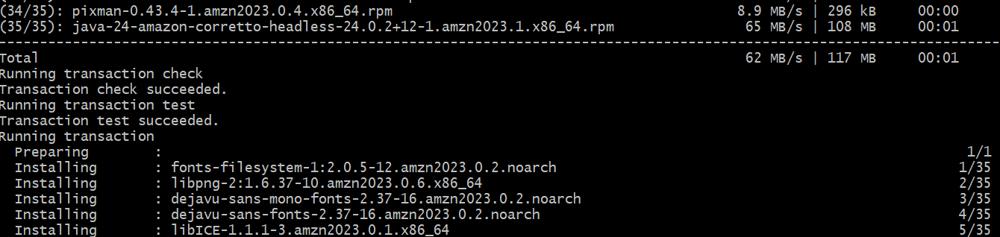 (34/35): pixman-0.43.4-1.amzn2023.0.4.x86_64.rpm 8.9 MB/s | 296 kB 00:00
(35/35): java-24-amazon-corretto-headless-24.0.2+12-1.amzn2023.1.x86_64.rpm 65 MB/s | 108 MB 00:01
--------------------------------------------------------------------------------
Total 62 MB/s | 117 MB 00:01
Running transaction check
Transaction check succeeded.
Running transaction test
Transaction test succeeded.
Running transaction
Preparing : 1/1
Installing : fonts-filesystem-1:2.0.5-12.amzn2023.0.2.noarch 1/35
Installing : libpng-2:1.6.37-10.amzn2023.0.6.x86_64 2/35
Installing : dejavu-sans-mono-fonts-2.37-16.amzn2023.0.2.noarch 3/35
Installing : dejavu-sans-fonts-2.37-16.amzn2023.0.2.noarch 4/35
Installing : libICE-1.1.1-3.amzn2023.0.1.x86_64 5/35